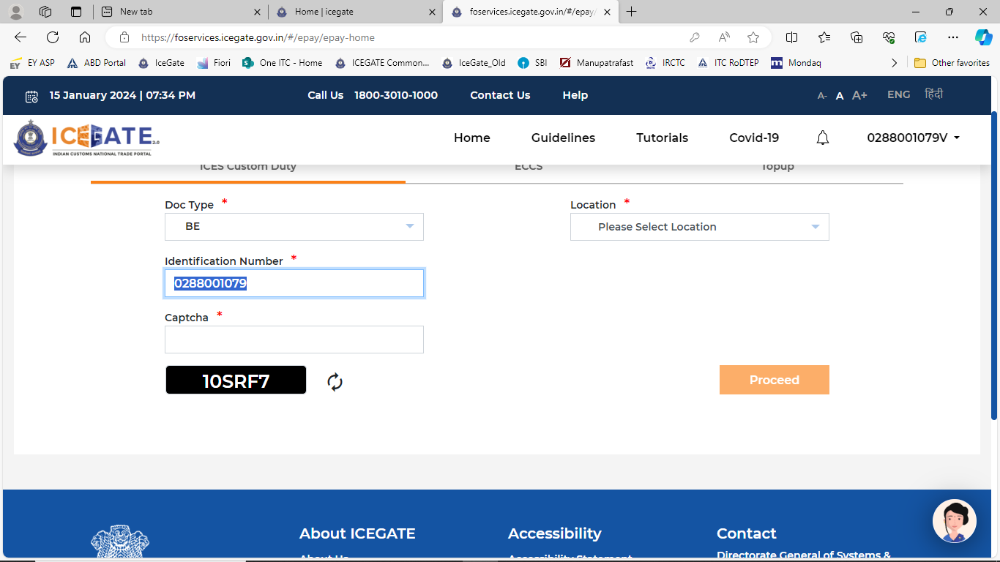 New tab
Home | icegate
foservices.icegate.gov.in/#/epay/
https://foservices.icegate.gov.in/#/epay/epay-home
EY EY ASP
ABD Portal
IceGate
Fiori
One ITC - Home
ICEGATE Common...
IceGate_Old
SBI
Manupatrafast
IRCTC
ITC RoDTEP
Mondaq
Other favorites
15 January 2024 | 07:34 PM
Call Us 1800-3010-1000
Contact Us
Help
A- A A+
ENG
हिंदी
ICEGATE 2.0
INDIAN CUSTOMS NATIONAL TRADE PORTAL
Home
Guidelines
Tutorials
Covid-19
0288001079V
ICES Custom Duty
ECCS
Topup
Doc Type *
BE
Location *
Please Select Location
Identification Number *
0288001079
Captcha *
10SRF7
Proceed
About ICEGATE
Accessibility
Contact
About Us
Accessibility Statement
Directorate General of Systems &